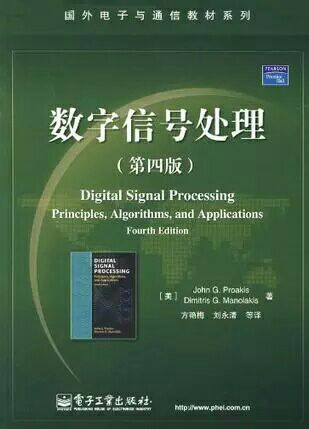 国外电子与通信教材系列
PEARSON
Prentice
Hall
数字信号处理
（第四版）
Digital Signal Processing
Principles, Algorithms, and Applications
Fourth Edition
DIGITAL
SIGNAL
PROCESSING
[美] John G. Proakis 著
Dimitris G. Manolakis
方艳梅 刘永清 等译
电子工业出版社
PUBLISHING HOUSE OF ELECTRONICS INDUSTRY
http://www.phei.com.cn